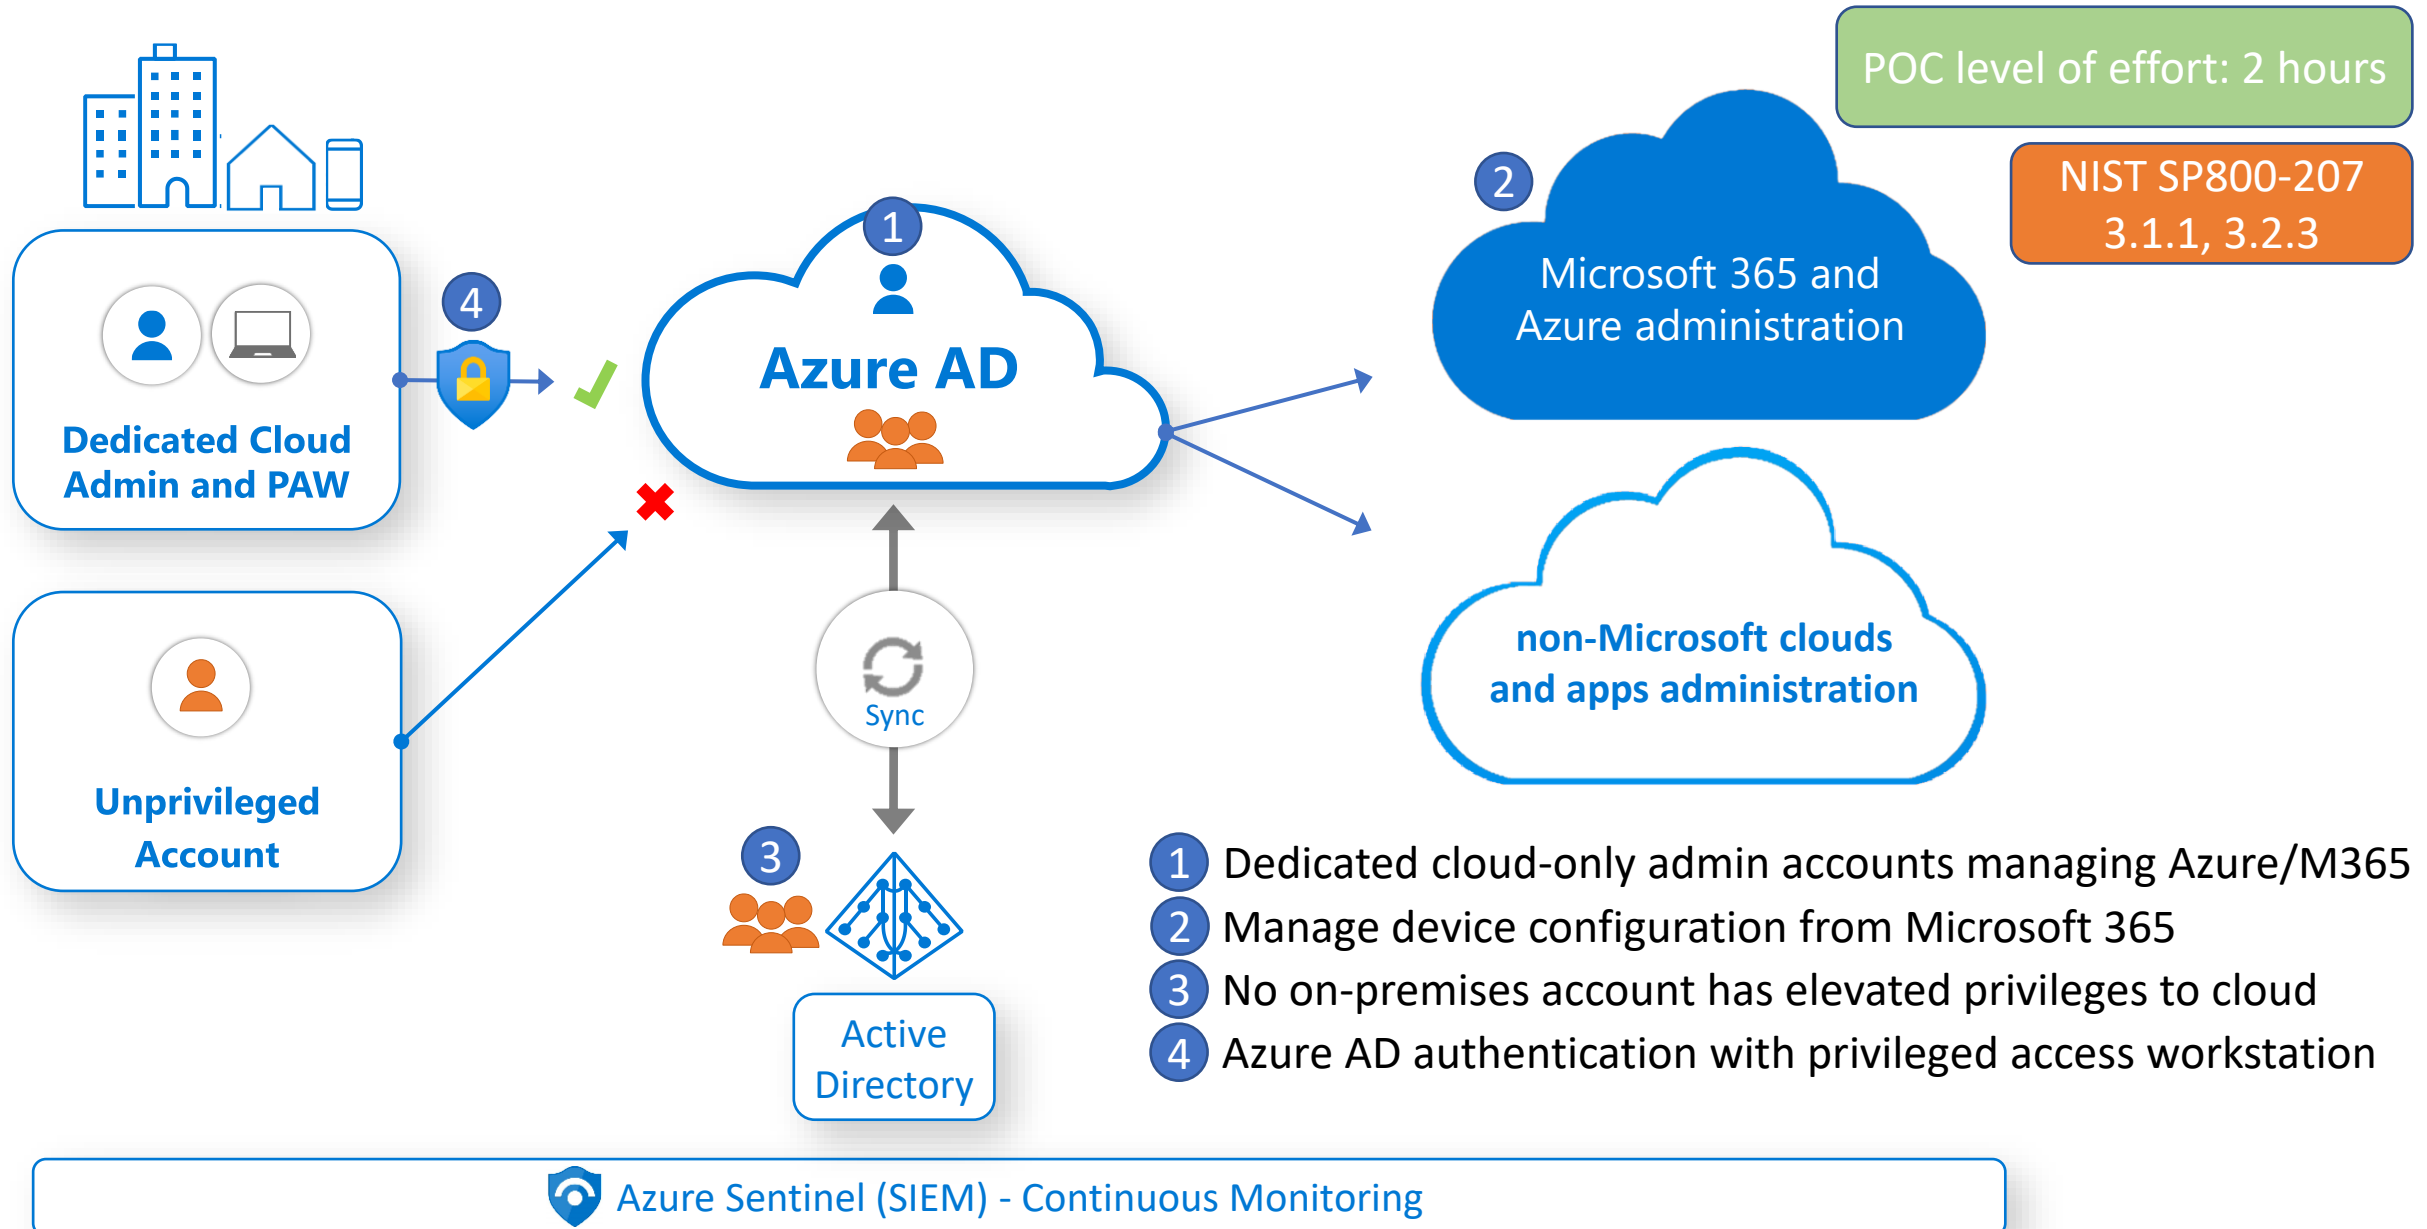 POC level of effort: 2 hours
NIST SP800-207
3.1.1, 3.2.3
2
Microsoft 365 and
Azure administration
1
Azure AD
4
Dedicated Cloud
Admin and PAW
non-Microsoft clouds
and apps administration
Sync
Unprivileged
Account
3
Active
Directory
1 Dedicated cloud-only admin accounts managing Azure/M365
2 Manage device configuration from Microsoft 365
3 No on-premises account has elevated privileges to cloud
4 Azure AD authentication with privileged access workstation
Azure Sentinel (SIEM) - Continuous Monitoring